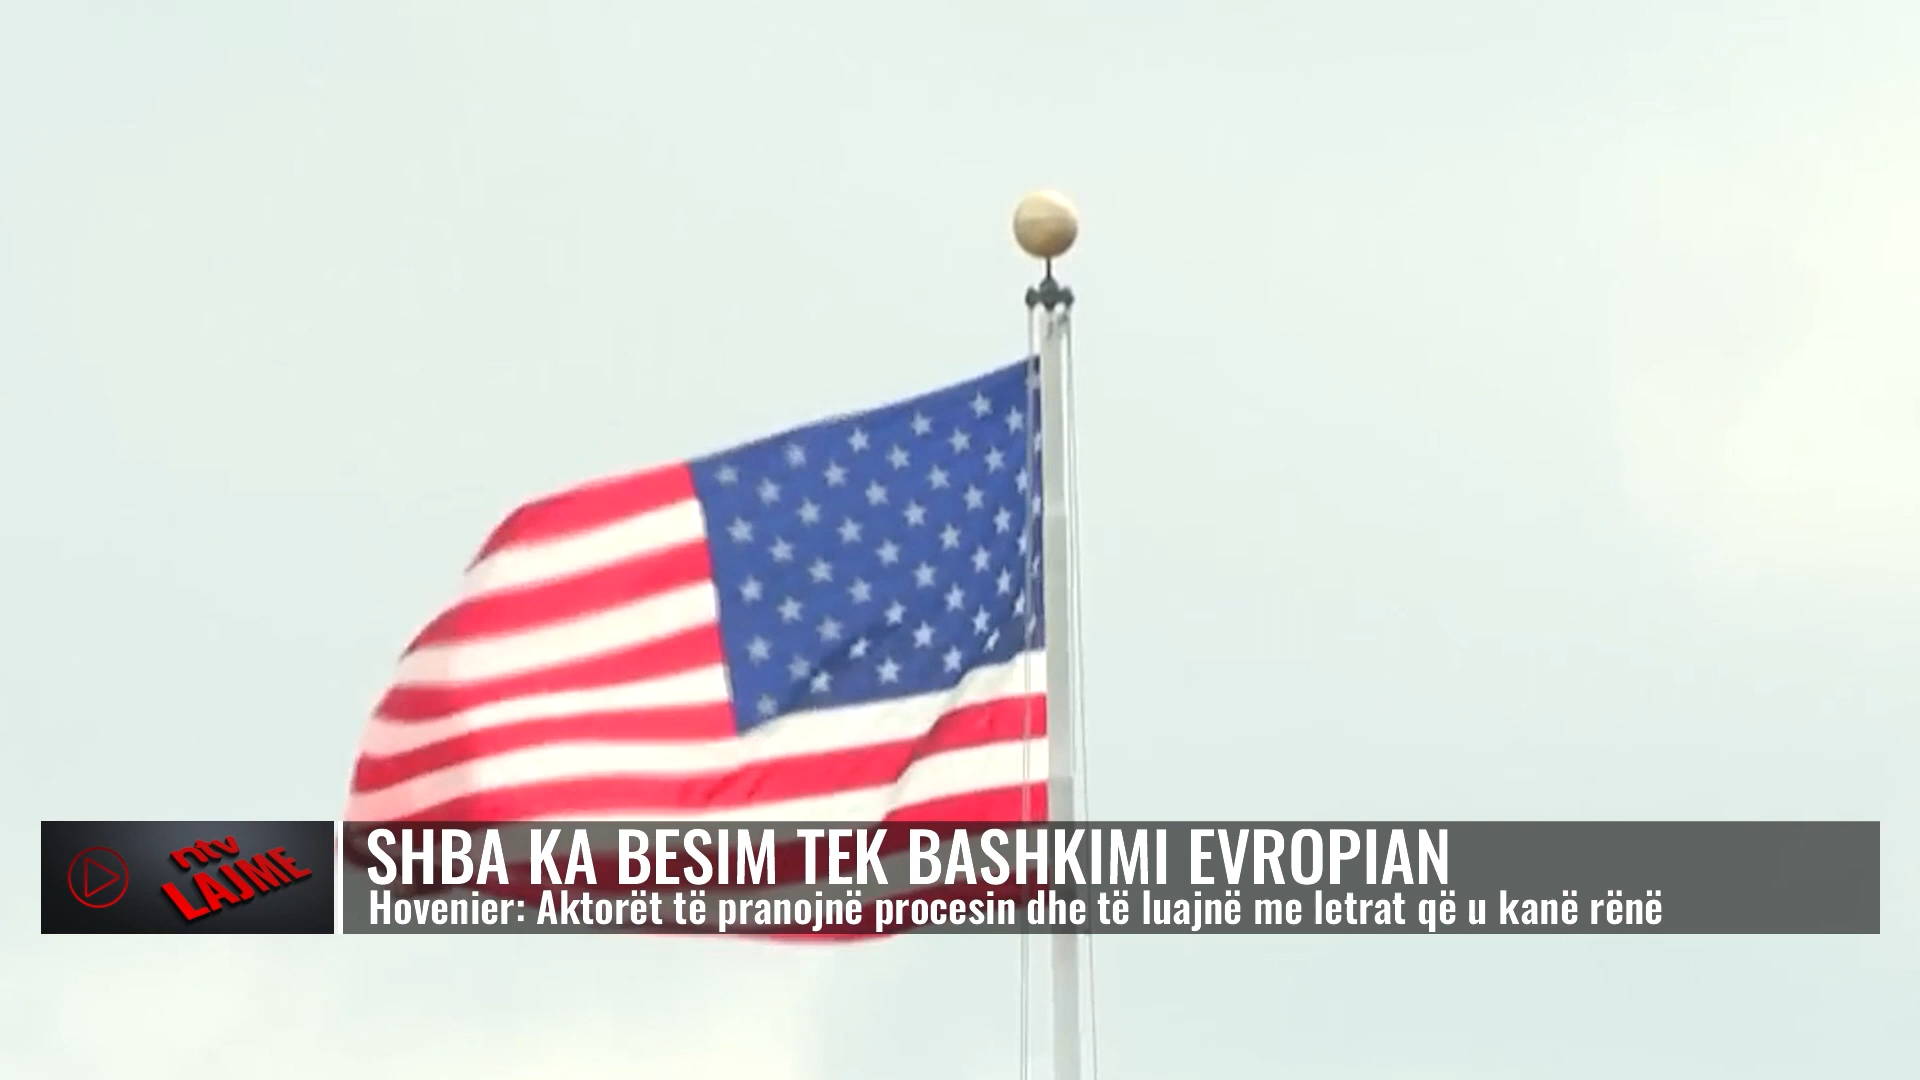 ntv
LAJME
SHBA KA BESIM TEK BASHKIMI EVROPIAN
Hovenier: Aktorët të pranojnë procesin dhe të luajnë me letrat që u kanë rënë